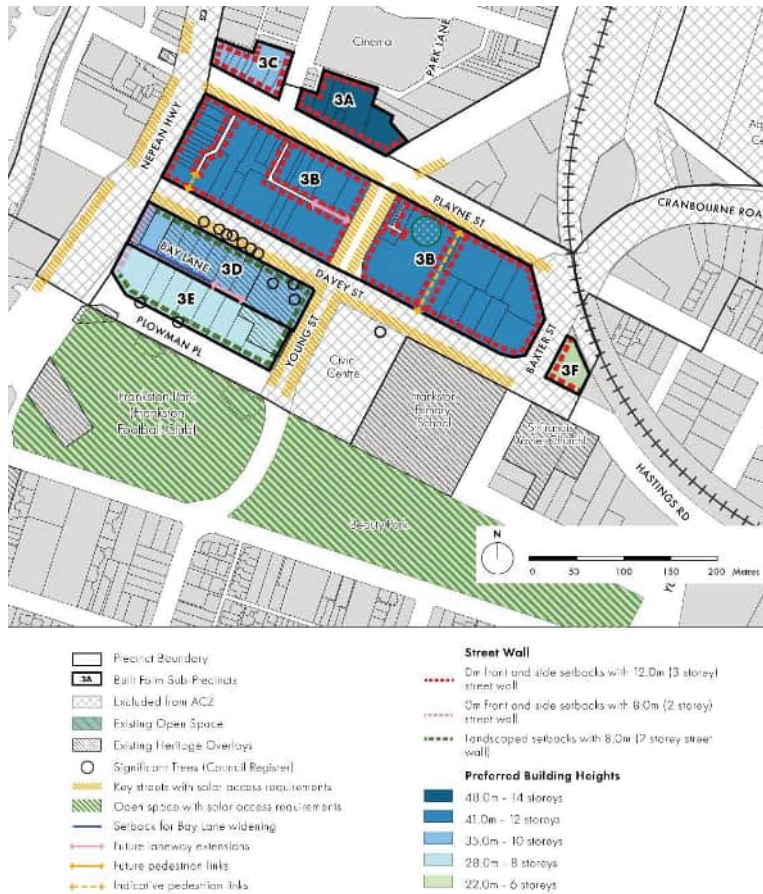 Cinema
PARK LANE
3C
3A
NEPEAN HWY
3B
PLAYNE ST
CRANBOURNE ROA
3B
3D
BAY LANE
DAVEY ST
3E
PLOWMAN PL
YOUNG ST
BAXTER ST
3F
Civic
Centre
Frankston
Primary
School
St Francis
Xavier Church
Frankston Park
(Frankston
Football Club)
HASTINGS RD
Beauty Park
N
0 50 100 150 200 Metres
Precinct Boundary
3A Built Form Sub-Precincts
Excluded from ACZ
Existing Open Space
Existing Heritage Overlays
Significant Trees (Council Register)
Key streets with solar access requirements
Open space with solar access requirements
Setback for Bay Lane widening
Future laneway extensions
Future pedestrian links
Indicative pedestrian links
Street Wall
0m front and side setbacks with 12.0m (3 storey)
street wall
0m front and side setbacks with 8.0m (2 storey)
street wall
Landscaped setbacks with 8.0m (2 storey street
wall)
Preferred Building Heights
48.0m - 14 storeys
41.0m - 12 storeys
35.0m - 10 storeys
28.0m - 8 storeys
22.0m - 6 storeys